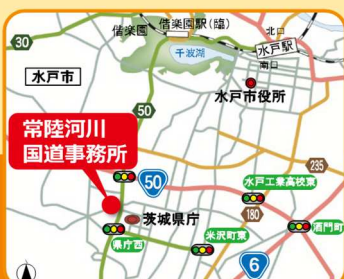 偕楽園
偕楽園駅(臨)
北口
水戸駅
南口
30
千波湖
水戸市
50
水戸市役所
常陸河川
国道事務所
50
水戸工業高校東
235
180
茨城県庁
酒門町
県庁西
米沢町東
6